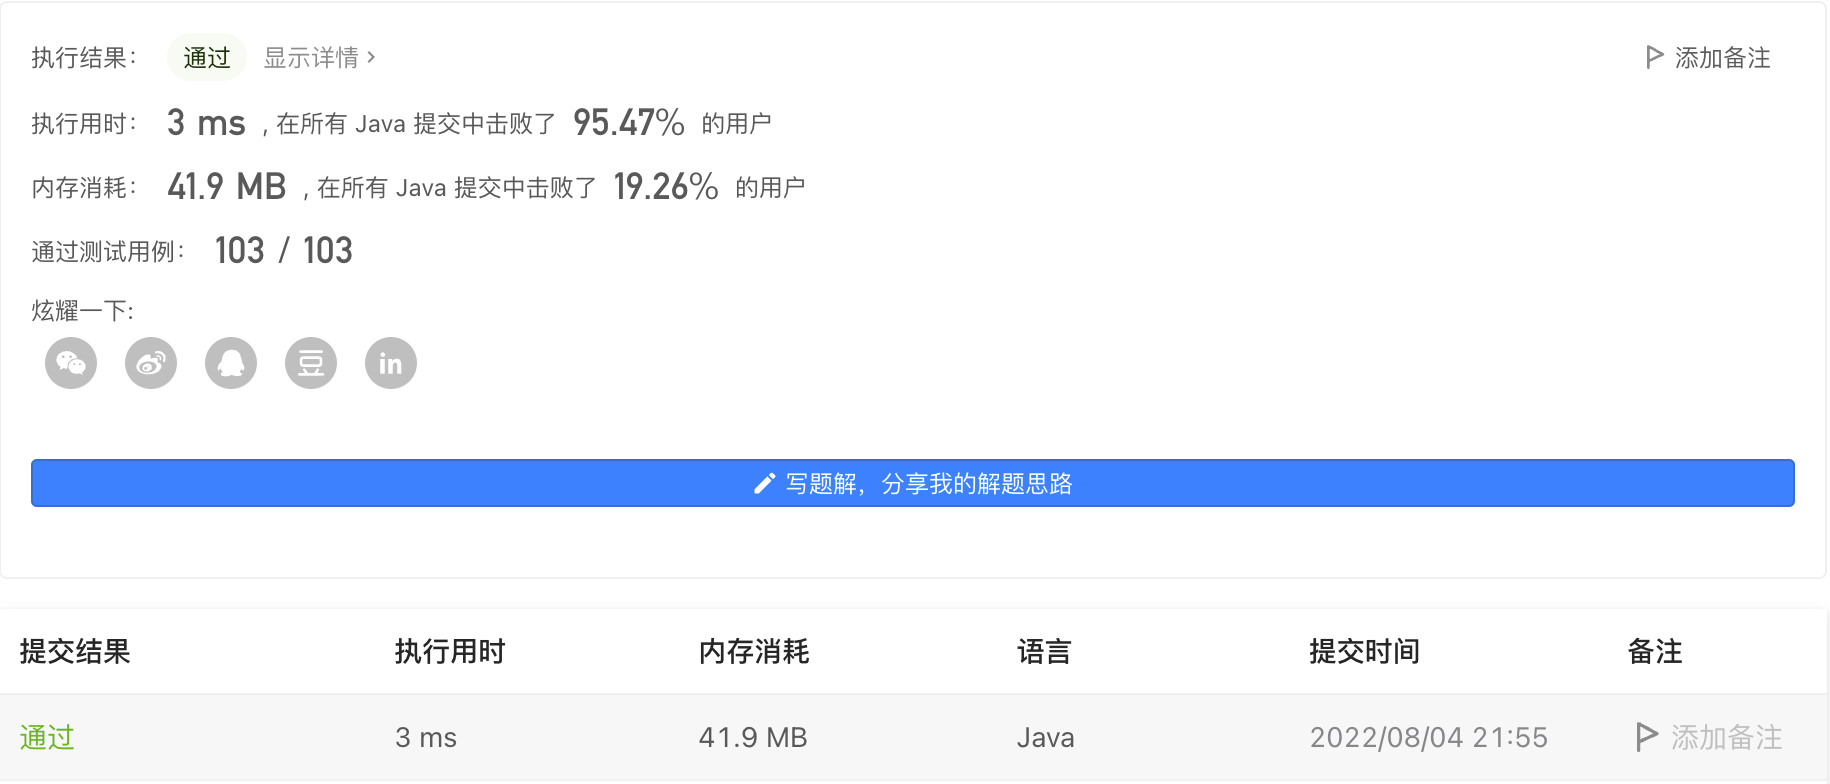 执行结果： 通过 显示详情 › 添加备注
执行用时： 3 ms , 在所有 Java 提交中击败了 95.47% 的用户
内存消耗： 41.9 MB , 在所有 Java 提交中击败了 19.26% 的用户
通过测试用例： 103 / 103
炫耀一下:
豆 in
写题解，分享我的解题思路
提交结果 执行用时 内存消耗 语言 提交时间 备注
通过 3 ms 41.9 MB Java 2022/08/04 21:55 添加备注